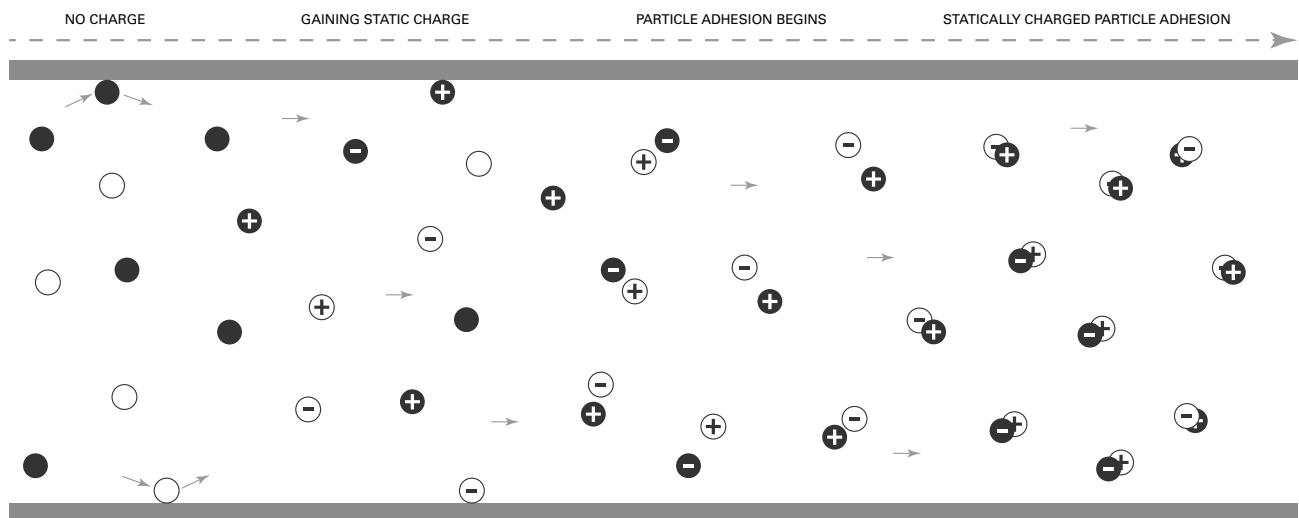 NO CHARGE
GAINING STATIC CHARGE
PARTICLE ADHESION BEGINS
STATICALLY CHARGED PARTICLE ADHESION